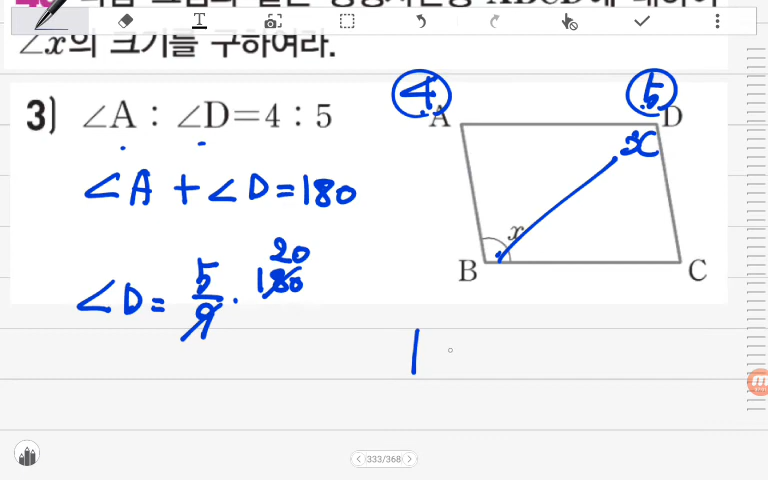 ∠x의 크기를 구하여라.
3) ∠A : ∠D=4 : 5
4
5
A
D
x
∠A + ∠D = 180
x
20
∠D = 5/9 · 180
B
C
1
333/368